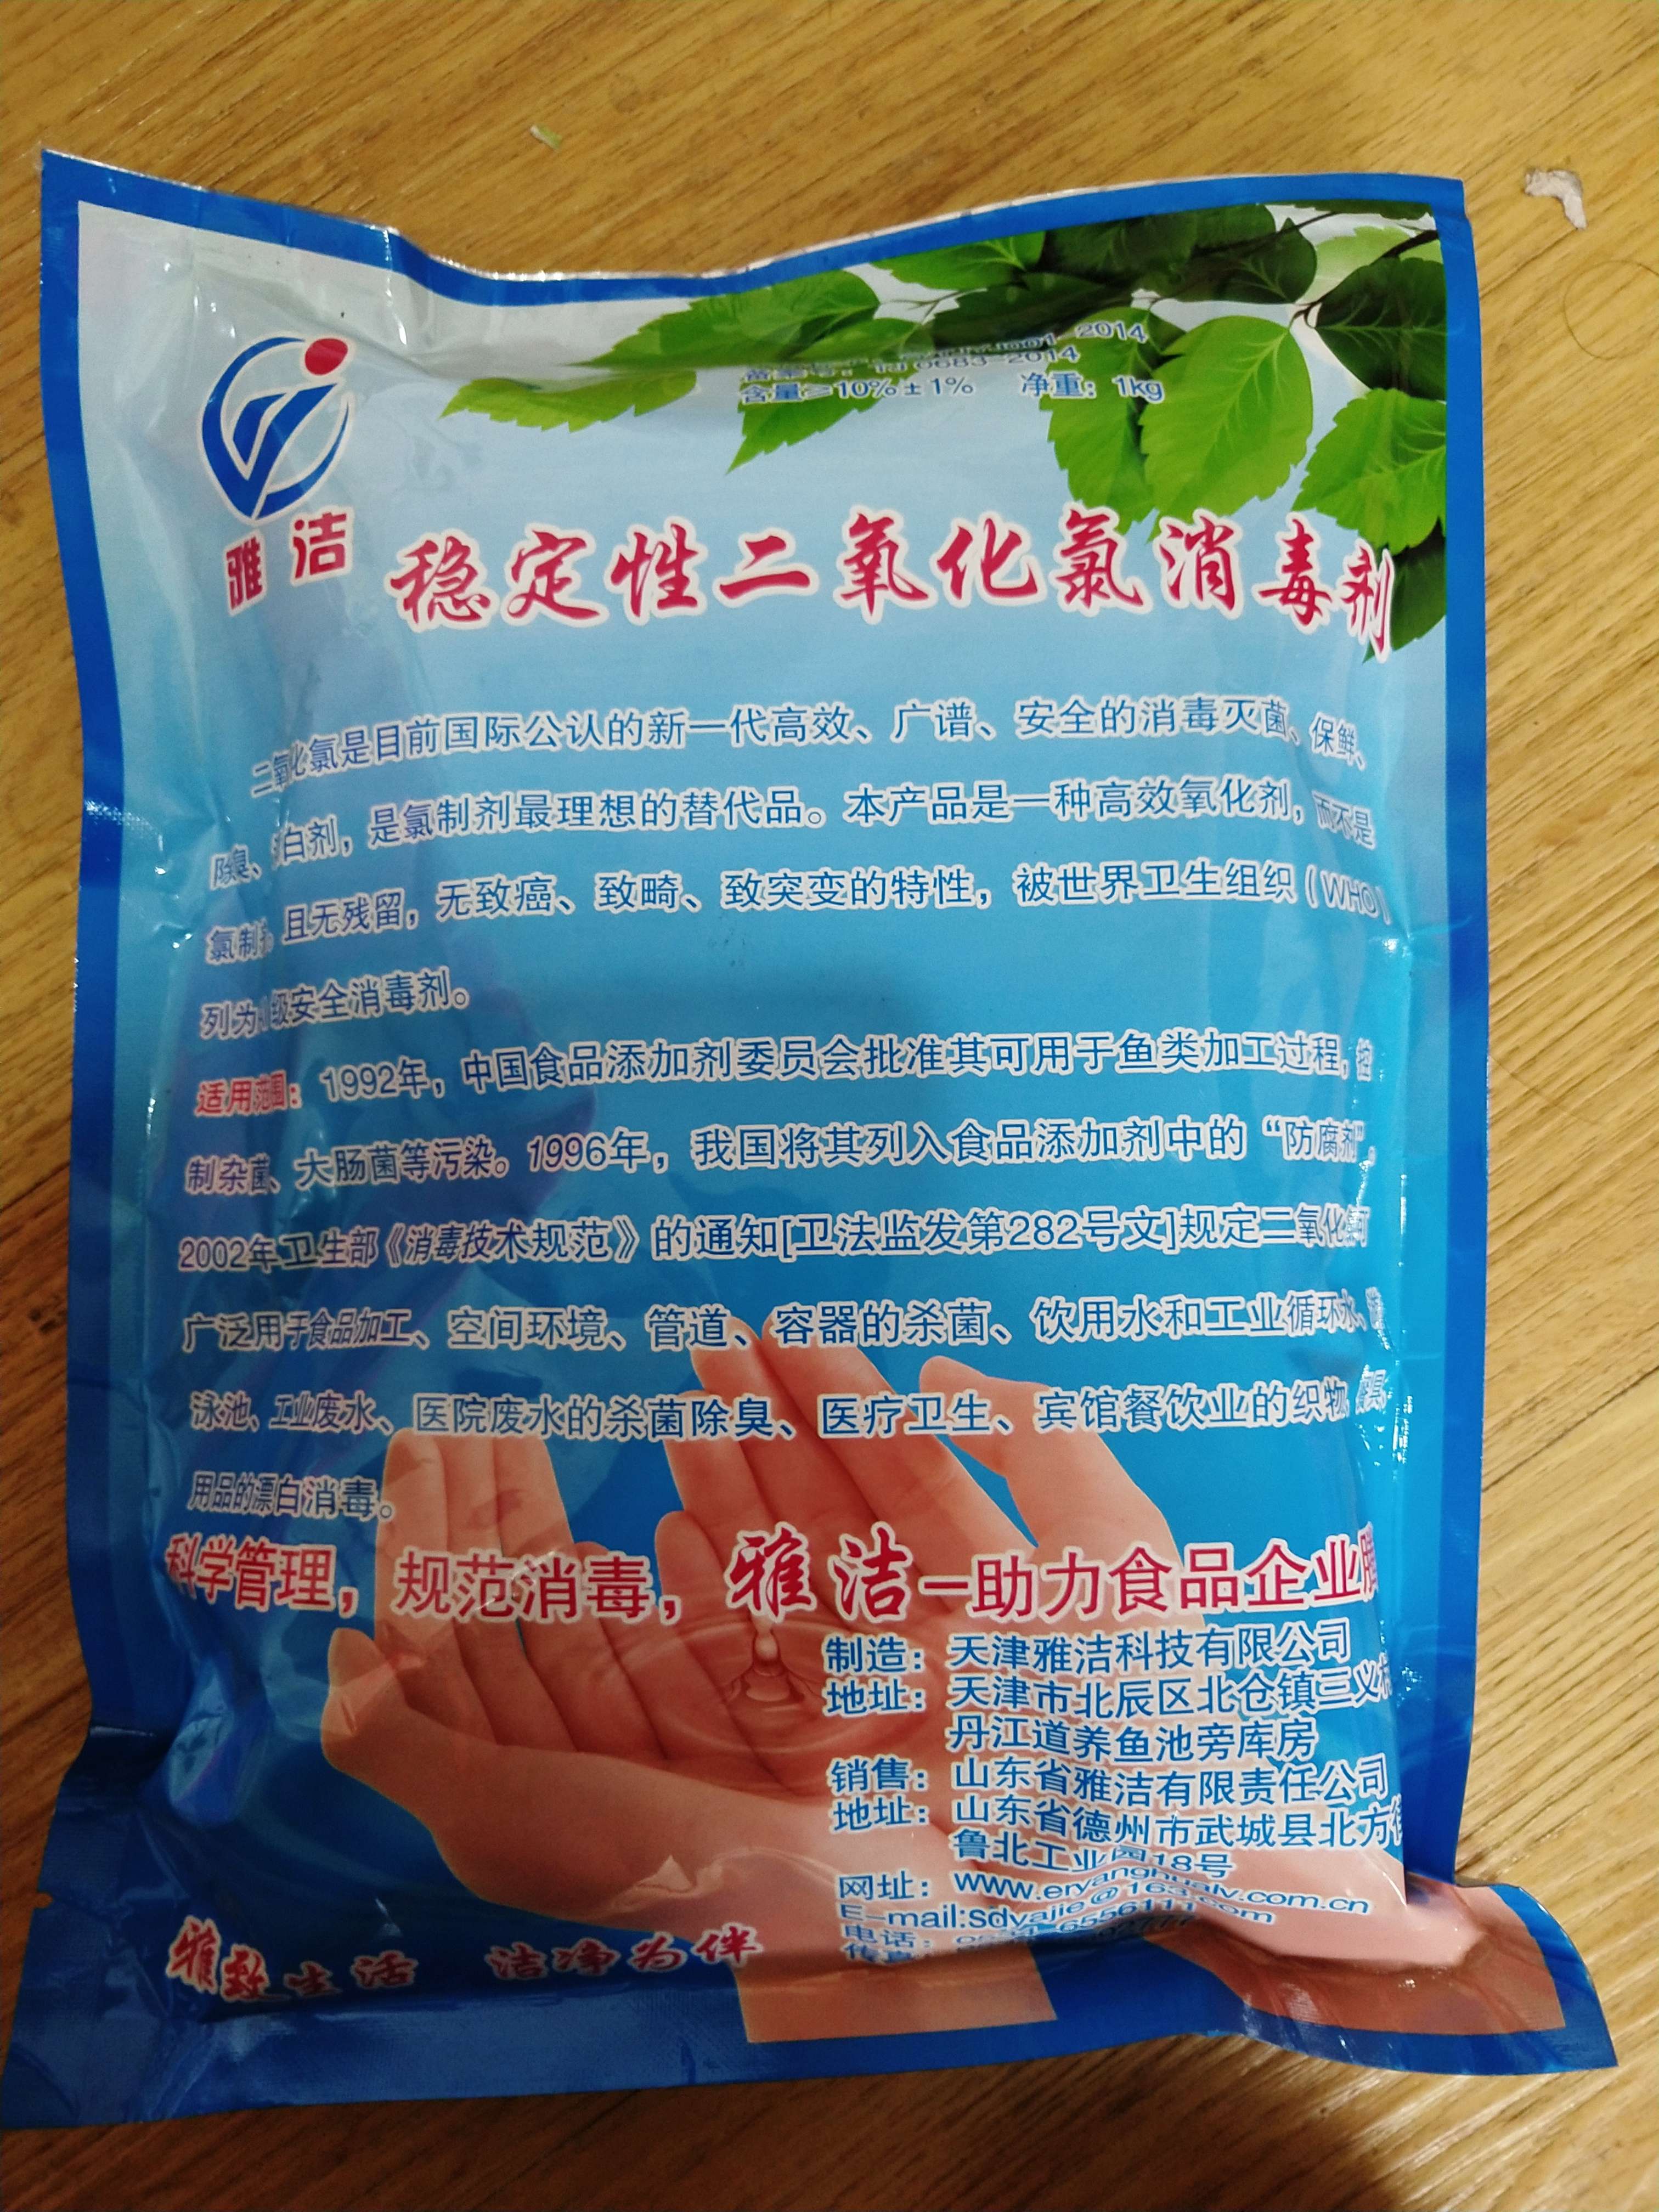 01-2014
0683-2014
含量≥10%±1% 净重：1kg
雅洁
稳定性二氧化氯消毒剂
二氧化氯是目前国际公认的新一代高效、广谱、安全的消毒灭菌、保鲜、
除臭、 白剂，是氯制剂最理想的替代品。本产品是一种高效氧化剂，而不是
氯制 且无残留，无致癌、致畸、致突变的特性，被世界卫生组织（WHO）
列为 级安全消毒剂。
适用范围：1992年，中国食品添加剂委员会批准其可用于鱼类加工过程，控
制杂菌、大肠菌等污染。1996年，我国将其列入食品添加剂中的“防腐剂”。
2002年卫生部《消毒技术规范》的通知[卫法监发第282号文]规定二氧化氯可
广泛用于食品加工、空间环境、管道、容器的杀菌、饮用水和工业循环水、
泳池、工业废水、医院废水的杀菌除臭、医疗卫生、宾馆餐饮业的织物
用品的漂白消毒。
科学管理，规范消毒，雅洁-助力食品企业
制造：天津雅洁科技有限公司
地址：天津市北辰区北仓镇三义村
丹江道养鱼池旁库房
销售：山东省雅洁有限责任公司
地址：山东省德州市武城县北方
鲁北工业园18号
网址：www.eryanghualv.com.cn
E-mail:sdyajie@163.com
电话： 6556111
传真：
雅致生活 洁净为伴